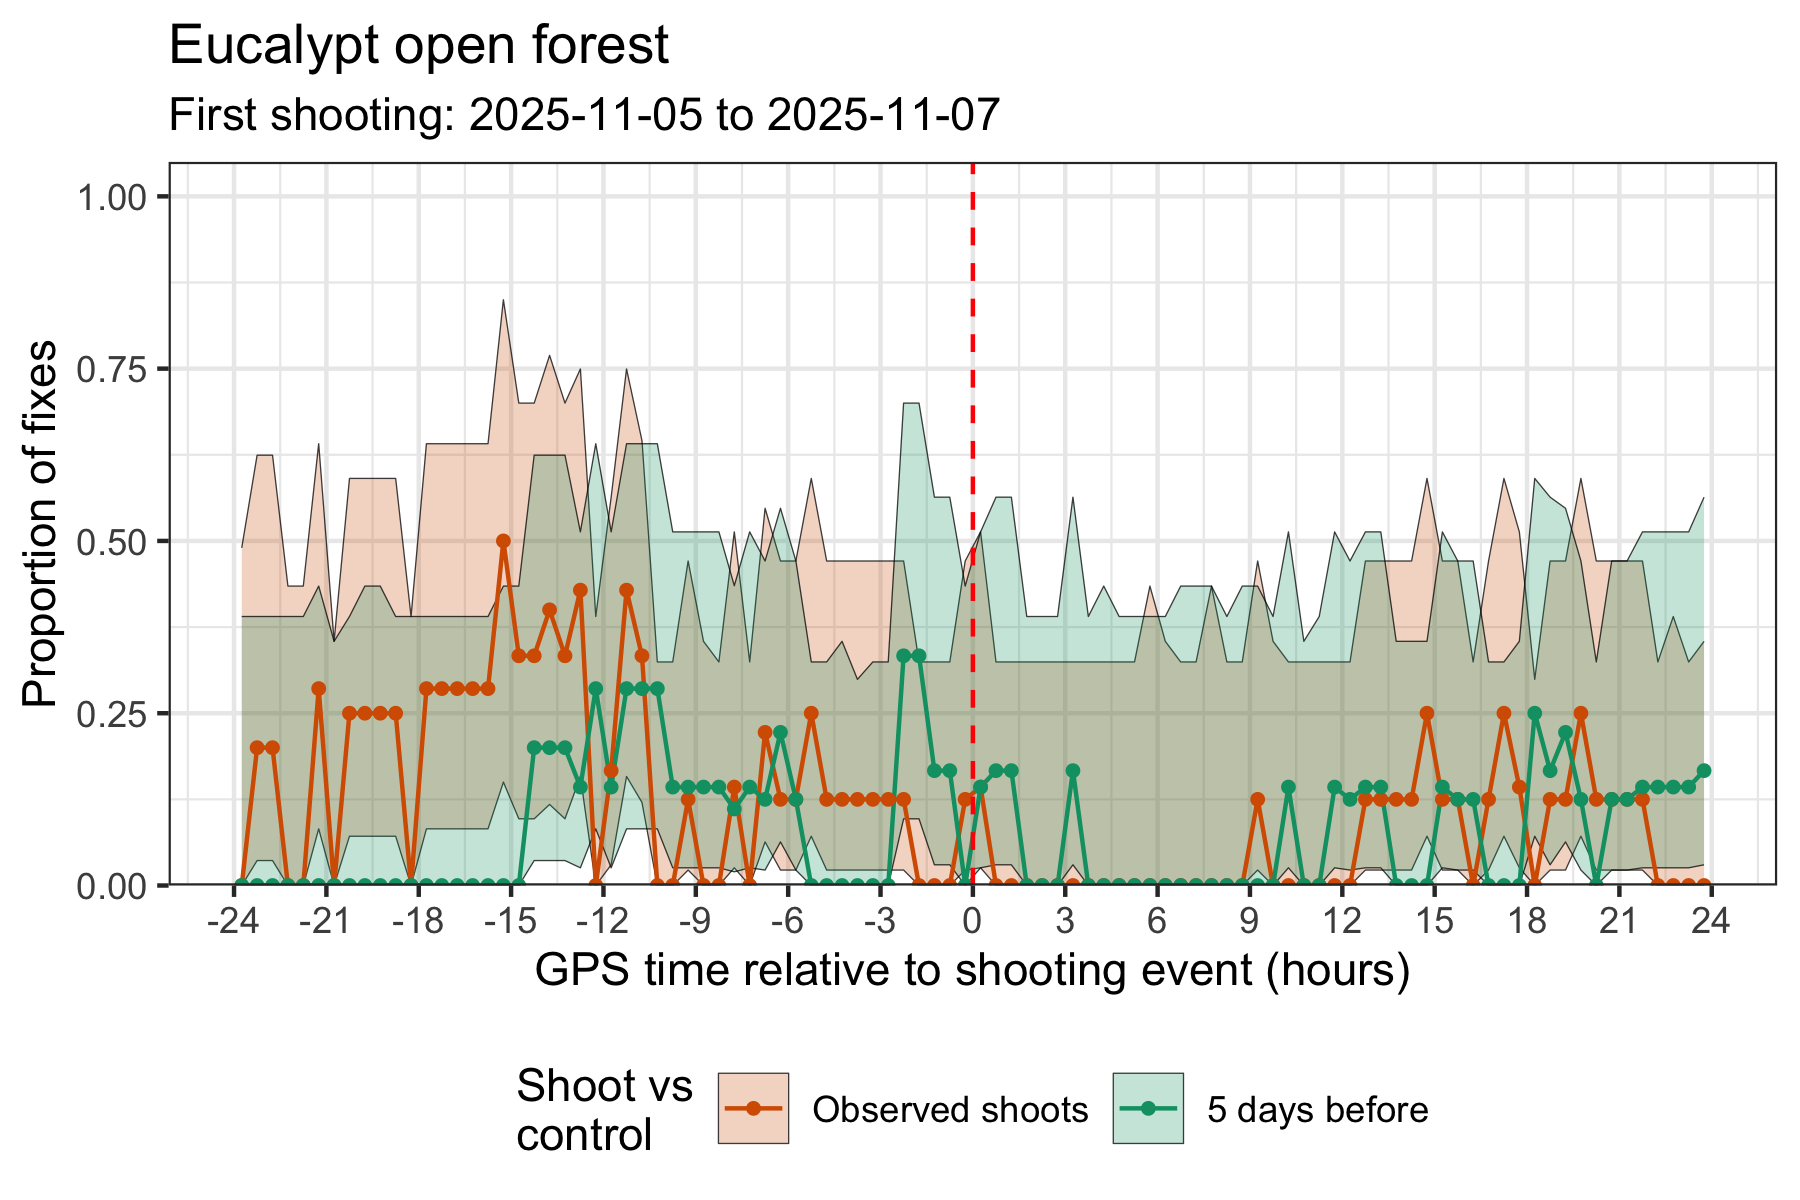 Eucalypt open forest
First shooting: 2025-11-05 to 2025-11-07
Proportion of fixes
1.00
0.75
0.50
0.25
0.00
-24 -21 -18 -15 -12 -9 -6 -3 0 3 6 9 12 15 18 21 24
GPS time relative to shooting event (hours)
Shoot vs
control
Observed shoots
5 days before